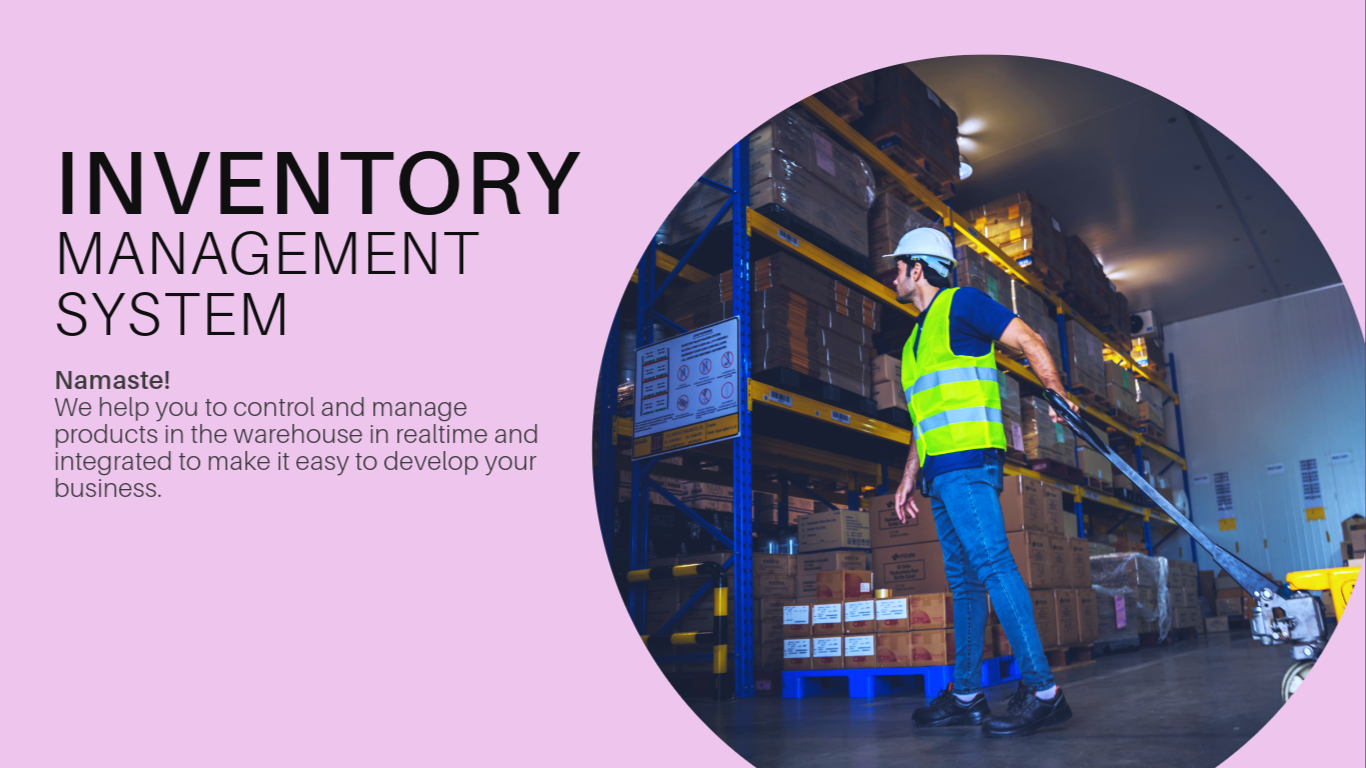 INVENTORY
MANAGEMENT
SYSTEM
Namaste!
We help you to control and manage
products in the warehouse in realtime and
integrated to make it easy to develop your
business.